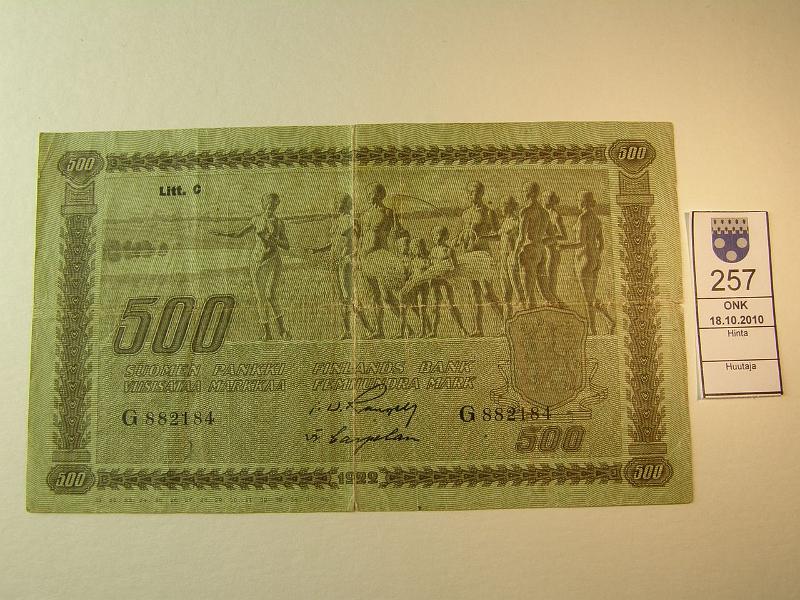 500 500
Litt. C
500
SUOMEN PANKKI FINLANDS BANK
VIISISATAA MARKKAA FEMHUNDRA MARK
G 882184 G 882184
500
500 1922 500
257
ONK
18.10.2010
Hinta
Huutaja